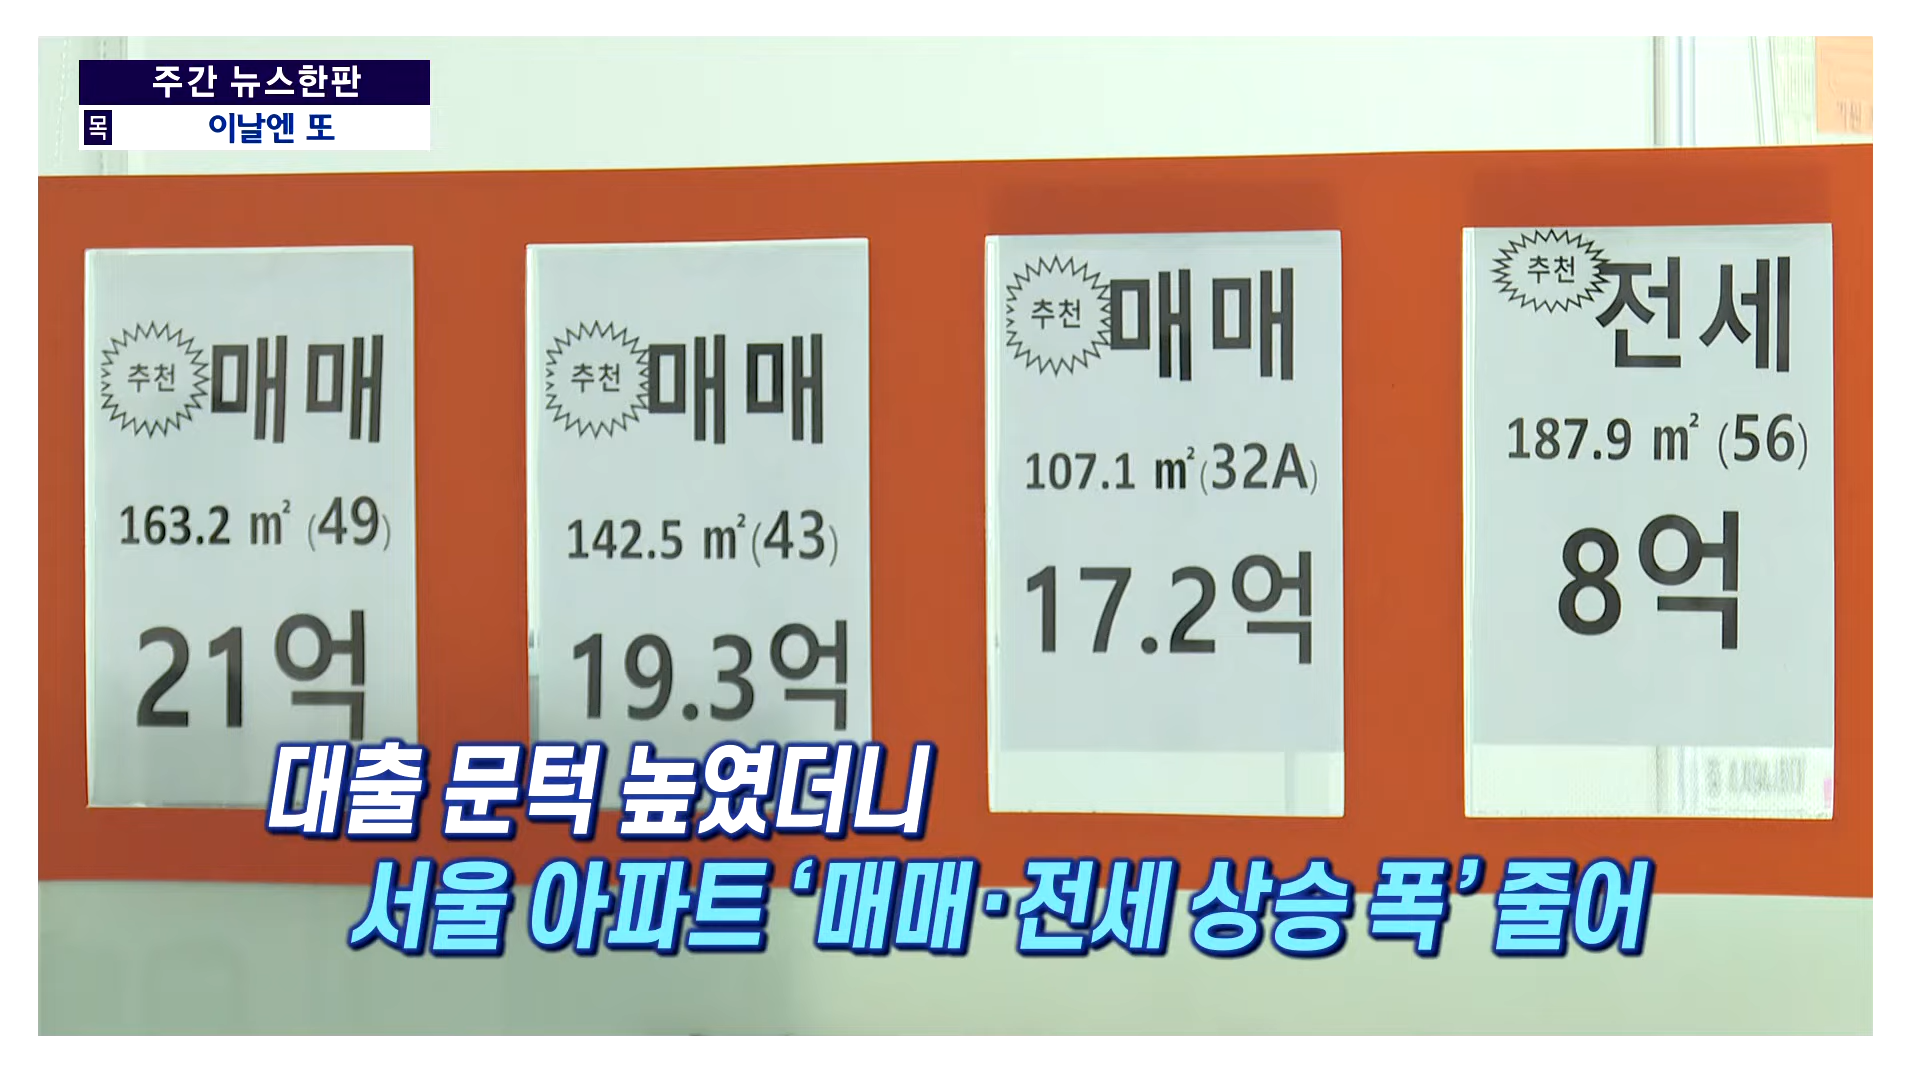 주간 뉴스한판
목 이날엔 또
추천 매매
163.2 ㎡ (49)
21억
추천 매매
142.5 ㎡(43)
19.3억
추천 매매
107.1 ㎡(32A)
17.2억
추천 전세
187.9 ㎡ (56)
8억
대출 문턱 높였더니
서울 아파트 ‘매매·전세 상승 폭’ 줄어